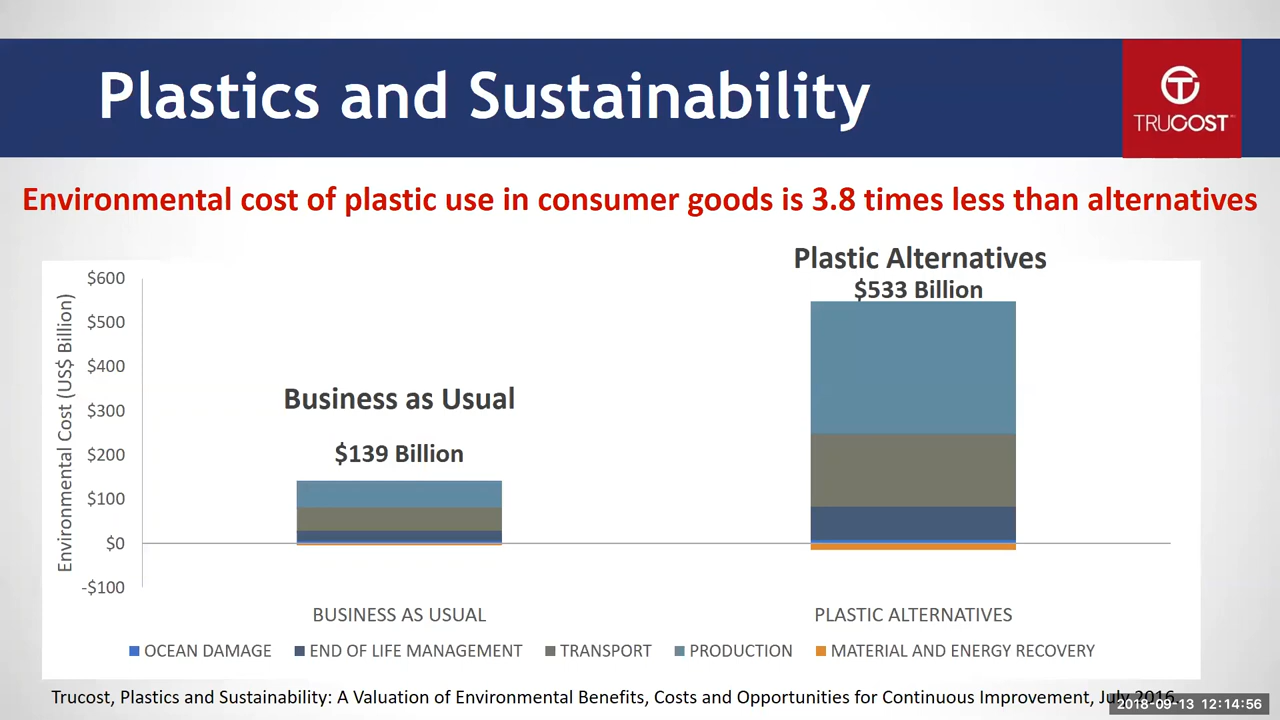 Plastics and Sustainability
TRUCOST
Environmental cost of plastic use in consumer goods is 3.8 times less than alternatives
Plastic Alternatives
$533 Billion
Business as Usual
$139 Billion
Environmental Cost (US$ Billion)
$600
$500
$400
$300
$200
$100
$0
-$100
BUSINESS AS USUAL
PLASTIC ALTERNATIVES
OCEAN DAMAGE
END OF LIFE MANAGEMENT
TRANSPORT
PRODUCTION
MATERIAL AND ENERGY RECOVERY
Trucost, Plastics and Sustainability: A Valuation of Environmental Benefits, Costs and Opportunities for Continuous Improvement, July 2016.
2018-09-13 12:14:56